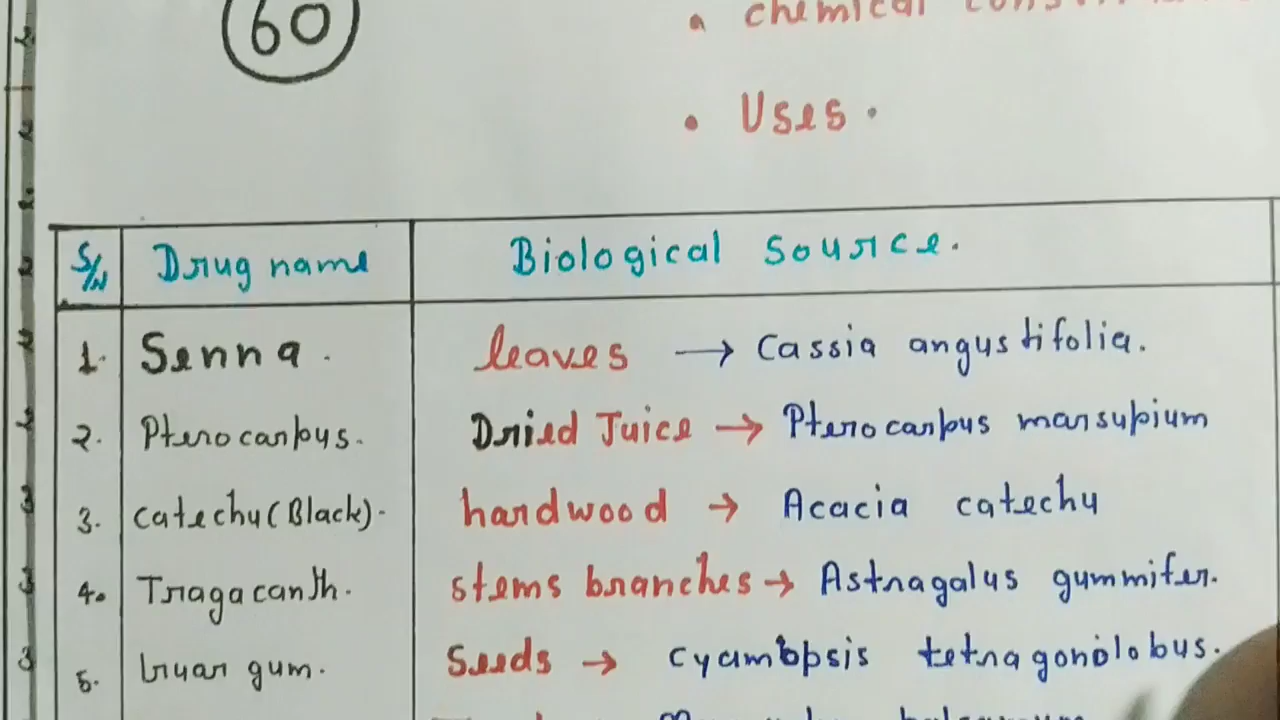 60
• chemical
• Uses.
S/N Drug name Biological Source.
1. Senna. leaves → Cassia angustifolia.
2. Pterocarpus. Dried Juice → Pterocarpus marsupium
3. Catechu (Black). hardwood → Acacia catechu
4. Tragacanth. stems branches → Astragalus gummifer.
5. Guar gum. Seeds → cyamopsis tetragonolobus.